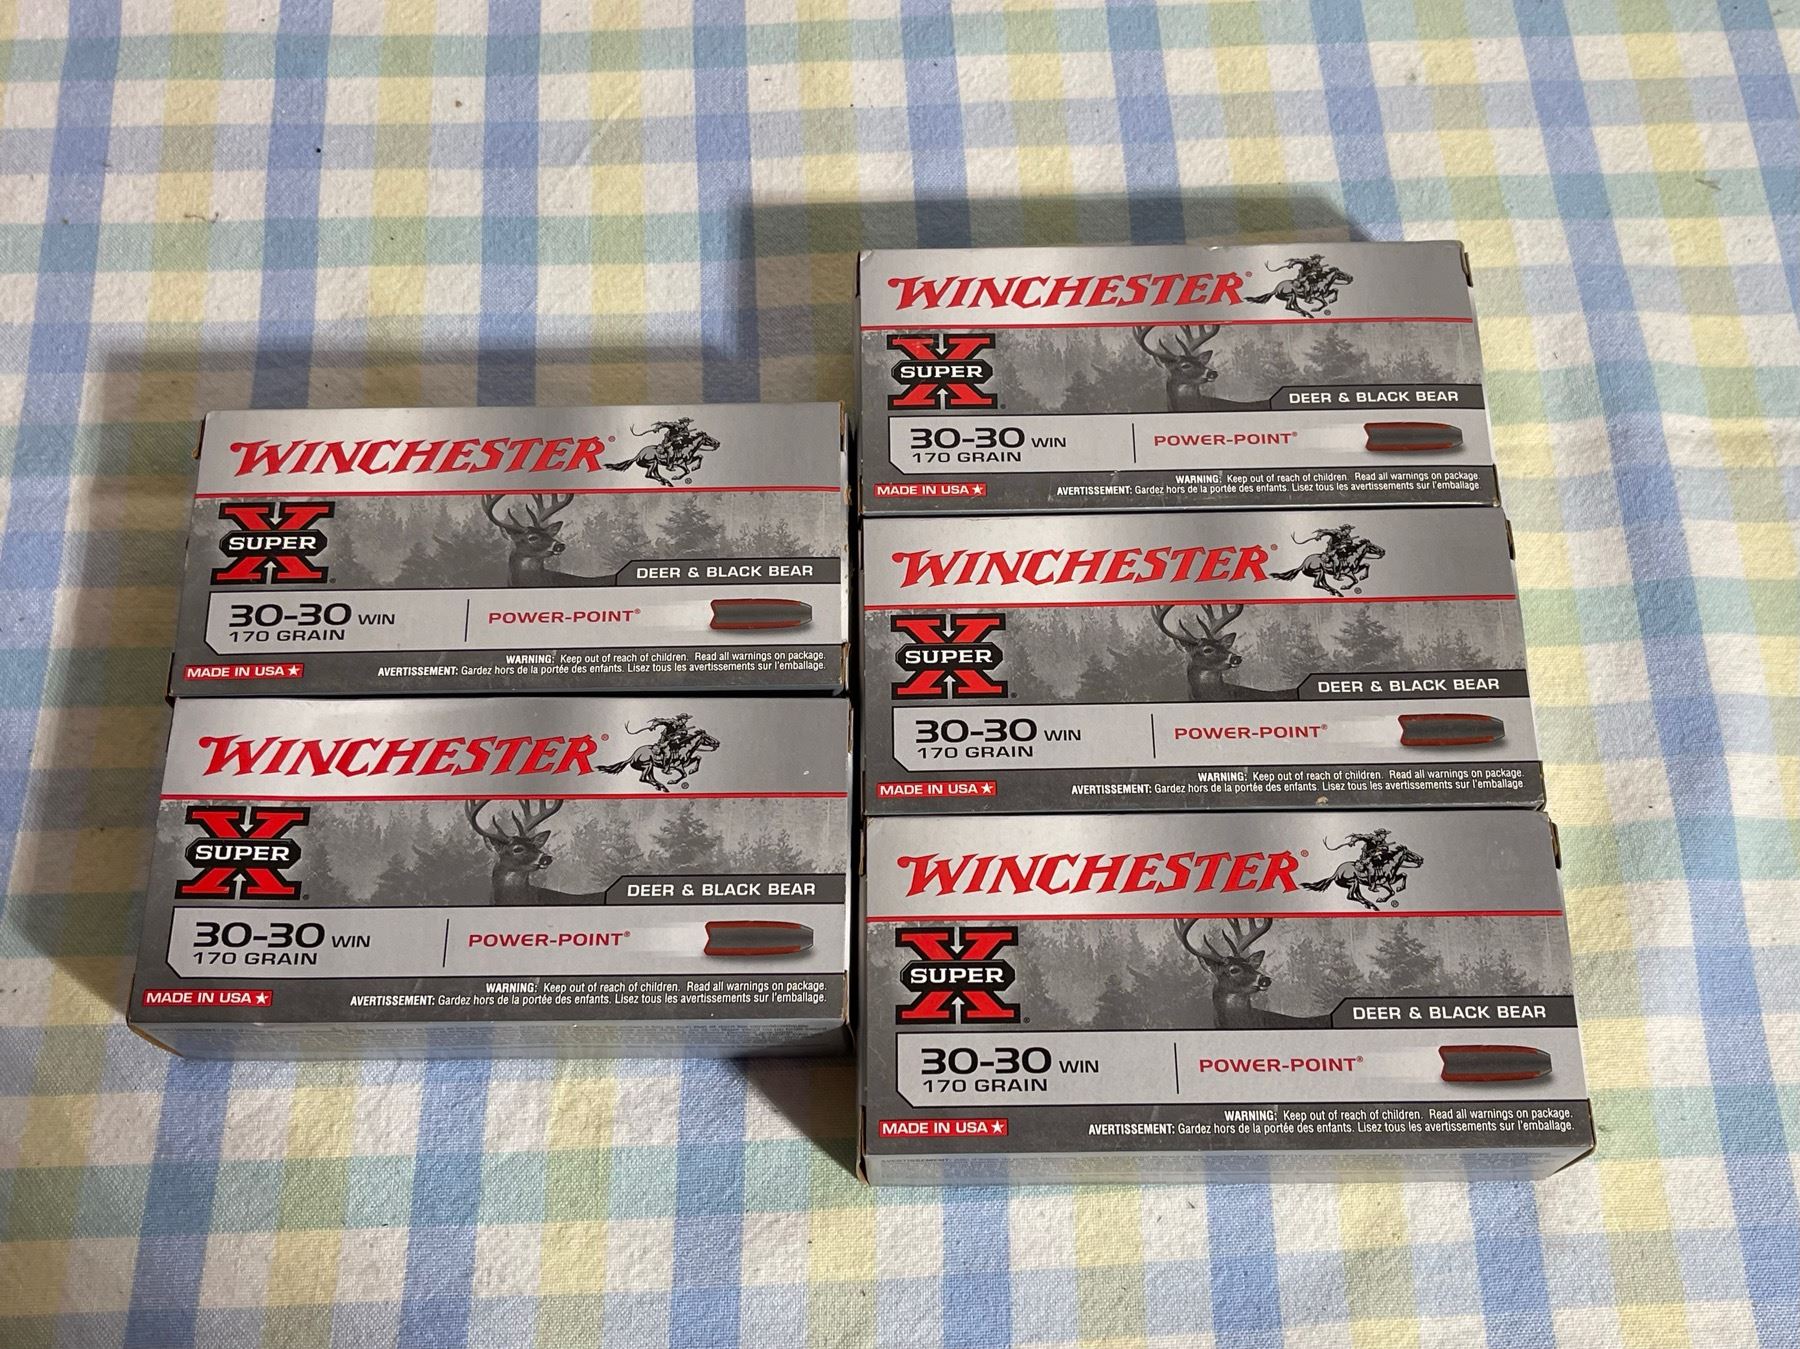 WINCHESTER®
X
SUPER
DEER & BLACK BEAR
30-30 WIN
170 GRAIN
POWER-POINT®
MADE IN USA
WARNING: Keep out of reach of children. Read all warnings on package.
AVERTISSEMENT: Gardez hors de la portée des enfants. Lisez tous les avertissements sur l'emballage.
WINCHESTER®
X
SUPER
DEER & BLACK BEAR
30-30 WIN
170 GRAIN
POWER-POINT®
MADE IN USA
WARNING: Keep out of reach of children. Read all warnings on package.
AVERTISSEMENT: Gardez hors de la portée des enfants. Lisez tous les avertissements sur l'emballage.
WINCHESTER®
X
SUPER
DEER & BLACK BEAR
30-30 WIN
170 GRAIN
POWER-POINT®
MADE IN USA
WARNING: Keep out of reach of children. Read all warnings on package.
AVERTISSEMENT: Gardez hors de la portée des enfants. Lisez tous les avertissements sur l'emballage.
WINCHESTER®
X
SUPER
DEER & BLACK BEAR
30-30 WIN
170 GRAIN
POWER-POINT®
MADE IN USA
WARNING: Keep out of reach of children. Read all warnings on package.
AVERTISSEMENT: Gardez hors de la portée des enfants. Lisez tous les avertissements sur l'emballage.
WINCHESTER®
X
SUPER
DEER & BLACK BEAR
30-30 WIN
170 GRAIN
POWER-POINT®
MADE IN USA
WARNING: Keep out of reach of children. Read all warnings on package.
AVERTISSEMENT: Gardez hors de la portée des enfants. Lisez tous les avertissements sur l'emballage.